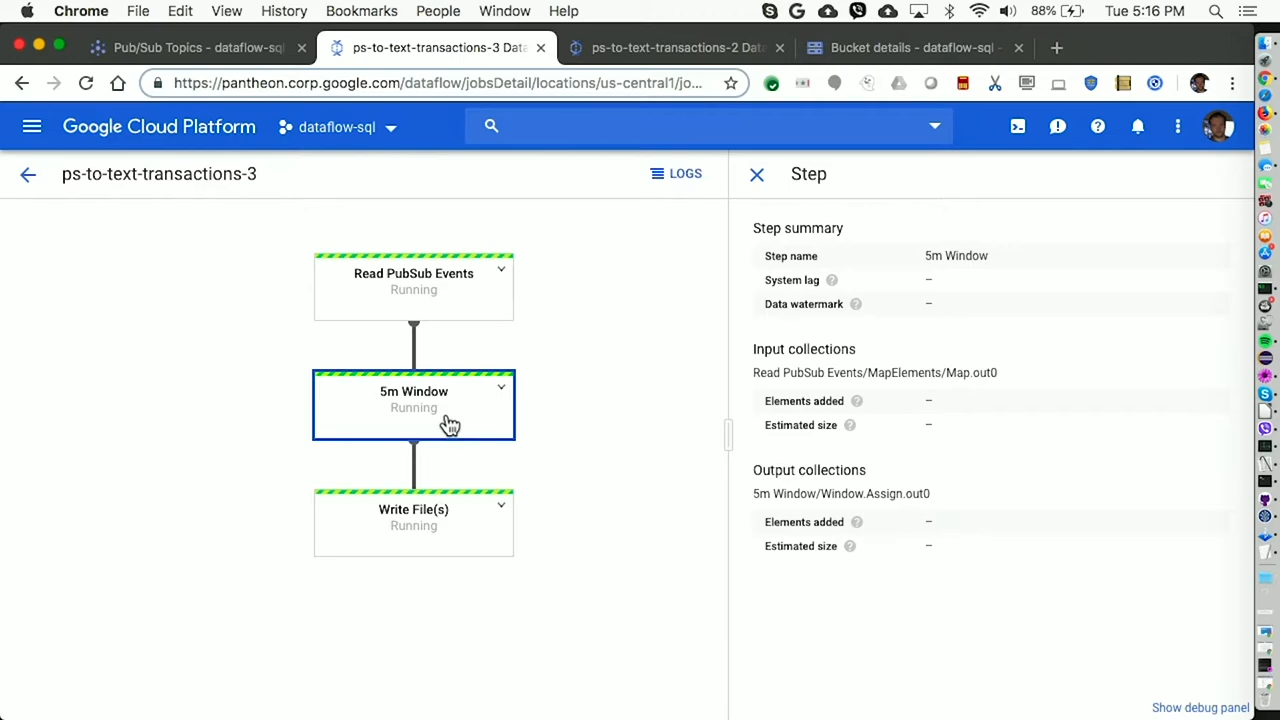 Chrome File Edit View History Bookmarks People Window Help 88% Tue 5:16 PM
Pub/Sub Topics - dataflow-sql ps-to-text-transactions-3 Data ps-to-text-transactions-2 Data Bucket details - dataflow-sql -
https://pantheon.corp.google.com/dataflow/jobsDetail/locations/us-central1/jo...
Google Cloud Platform dataflow-sql
ps-to-text-transactions-3 LOGS Step
Step summary
Step name 5m Window
System lag ? –
Data watermark ? –
Read PubSub Events
Running
Input collections
Read PubSub Events/MapElements/Map.out0
Elements added ? –
Estimated size ? –
5m Window
Running
Output collections
5m Window/Window.Assign.out0
Elements added ? –
Estimated size ? –
Write File(s)
Running
Show debug panel